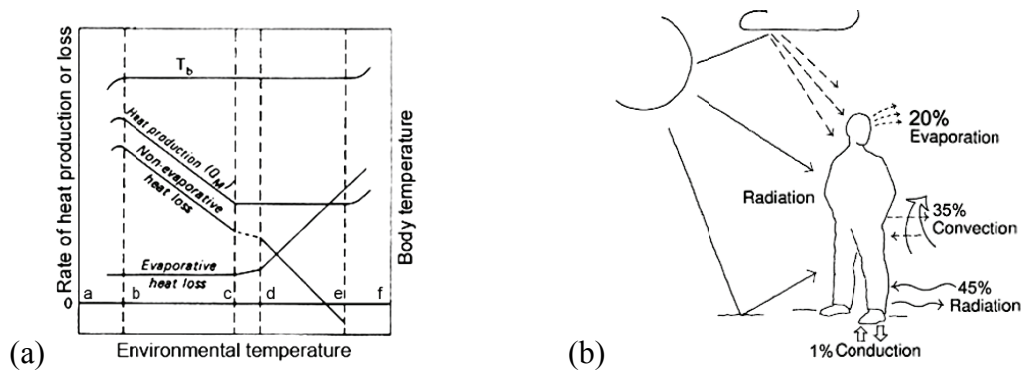 Rate of heat production or loss
T_b
Heat production (Q_M)
Non-evaporative
heat loss
Evaporative
heat loss
0 a b c d e f
Environmental temperature
Body temperature
(a)
20%
Evaporation
Radiation
35%
Convection
45%
Radiation
1% Conduction
(b)